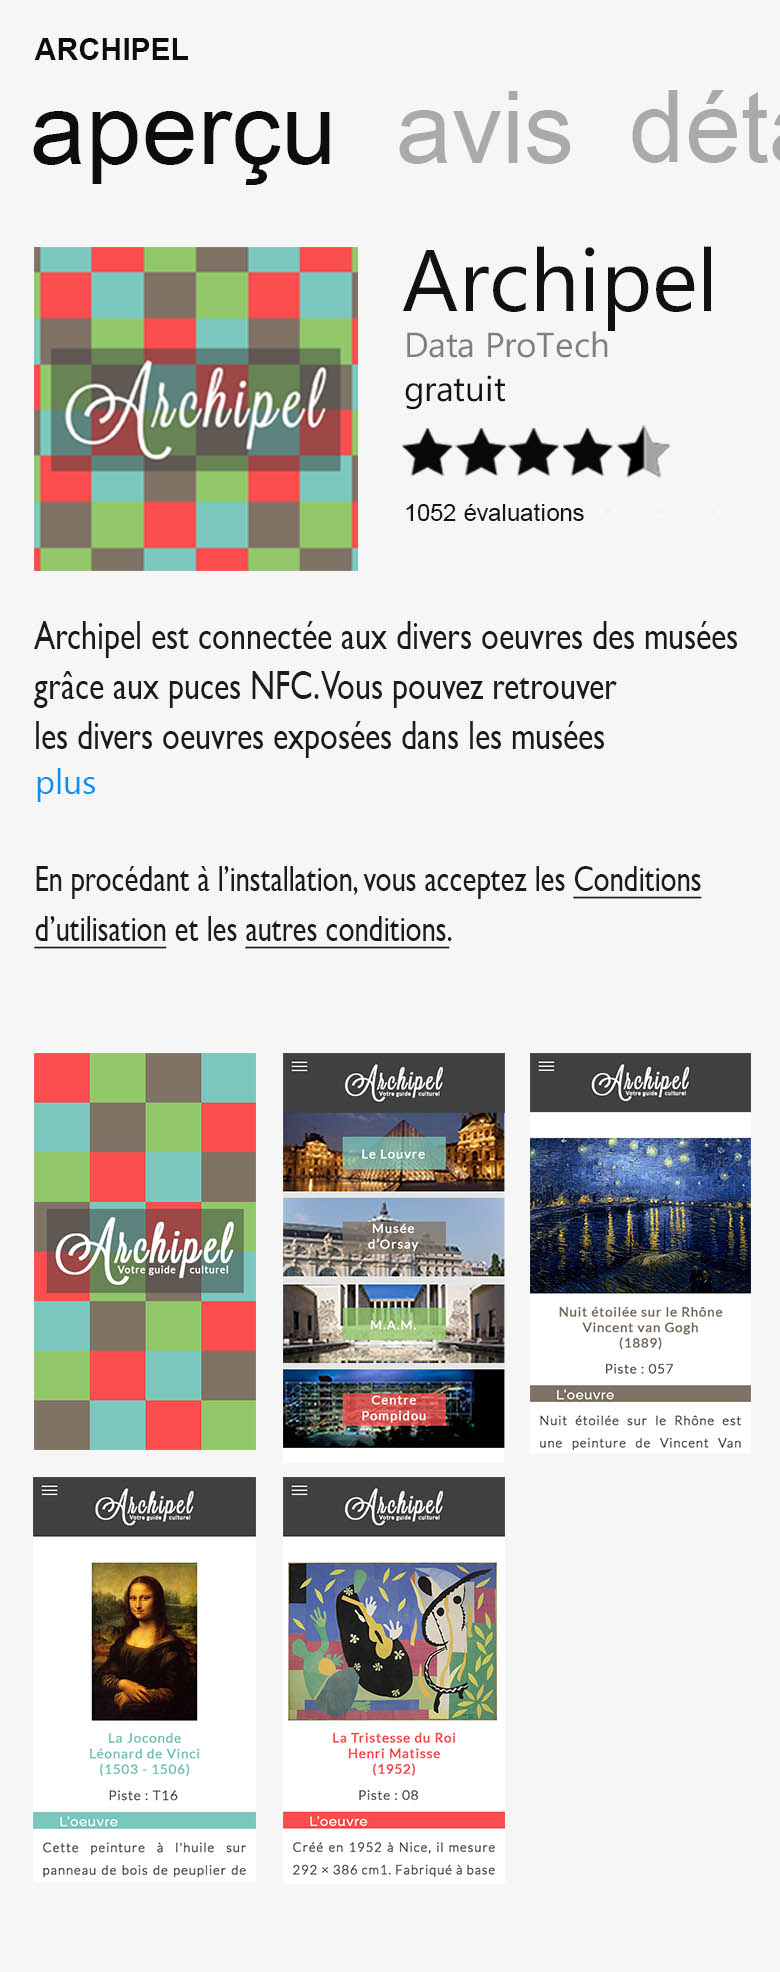 ARCHIPEL
aperçu avis dét
Archipel
Archipel
Data ProTech
gratuit
1052 évaluations
Archipel est connectée aux divers oeuvres des musées
grâce aux puces NFC. Vous pouvez retrouver
les divers oeuvres exposées dans les musées
plus
En procédant à l'installation, vous acceptez les Conditions
d'utilisation et les autres conditions.
Archipel
Votre guide culturel
Archipel
Votre guide culturel
Le Louvre
Musée
d'Orsay
M.A.M.
Centre
Pompidou
Archipel
Votre guide culturel
Nuit étoilée sur le Rhône
Vincent van Gogh
(1889)
Piste : 057
L'oeuvre
Nuit étoilée sur le Rhône est
une peinture de Vincent Van
Archipel
Votre guide culturel
La Joconde
Léonard de Vinci
(1503 - 1506)
Piste : T16
L'oeuvre
Cette peinture à l'huile sur
panneau de bois de peuplier de
Archipel
Votre guide culturel
La Tristesse du Roi
Henri Matisse
(1952)
Piste : 08
L'oeuvre
Créé en 1952 à Nice, il mesure
292 × 386 cm1. Fabriqué à base